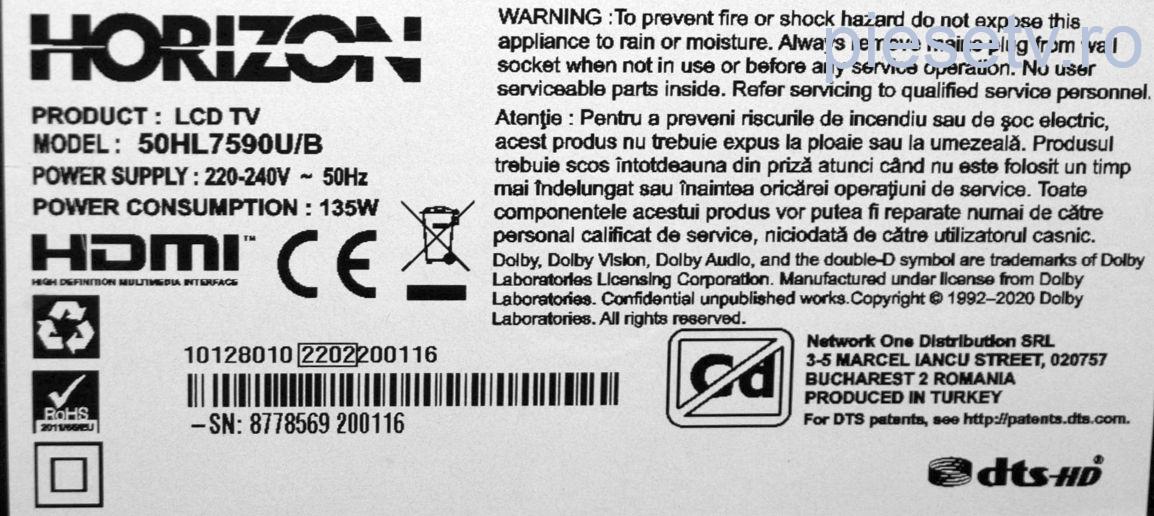 HORIZON
PRODUCT : LCD TV
MODEL : 50HL7590U/B
POWER SUPPLY : 220-240V ~ 50Hz
POWER CONSUMPTION : 135W
HDMI™
HIGH DEFINITION MULTIMEDIA INTERFACE
CE
RoHS
2011/65/EU
10128010 2202200116
–SN: 8778569 200116
WARNING :To prevent fire or shock hazard do not expose this
appliance to rain or moisture. Always remove mains plug from wall
socket when not in use or before any service operation. No user
serviceable parts inside. Refer servicing to qualified service personnel.
piesetv.ro
Atenţie : Pentru a preveni riscurile de incendiu sau de şoc electric,
acest produs nu trebuie expus la ploaie sau la umezeală. Produsul
trebuie scos întotdeauna din priză atunci când nu este folosit un timp
mai îndelungat sau înaintea oricărei operaţiuni de service. Toate
componentele acestui produs vor putea fi reparate numai de către
personal calificat de service, niciodată de către utilizatorul casnic.
Dolby, Dolby Vision, Dolby Audio, and the double-D symbol are trademarks of Dolby
Laboratories Licensing Corporation. Manufactured under license from Dolby
Laboratories. Confidential unpublished works.Copyright © 1992–2020 Dolby
Laboratories. All rights reserved.
Cd
Network One Distribution SRL
3-5 MARCEL IANCU STREET, 020757
BUCHAREST 2 ROMANIA
PRODUCED IN TURKEY
For DTS patents, see http://patents.dts.com.
dts-HD®